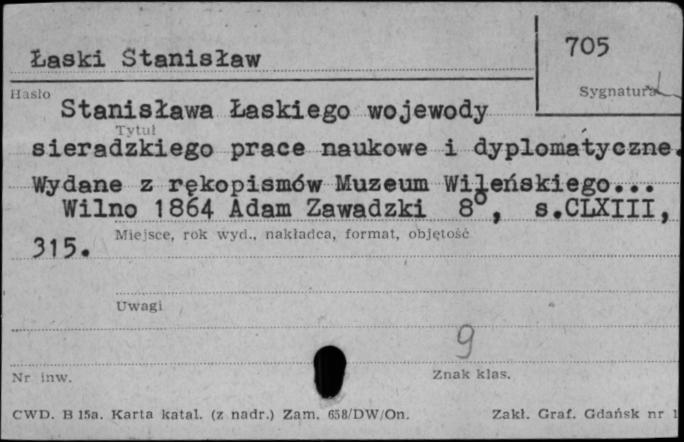 705
Łaski Stanisław
Hasło
Sygnatura
Stanisława Łaskiego wojewody
Tytuł
sieradzkiego prace naukowe i dyplomatyczne.
Wydane z rękopismów Muzeum Wileńskiego...
Wilno 1864 Adam Zawadzki 8°, s.CLXIII,
Miejsce, rok wyd., nakładca, format, objętość
315.
Uwagi
9
Nr inw.
Znak klas.
CWD. B 15a. Karta katal. (z nadr.) Zam. 658/DW/On. Zakł. Graf. Gdańsk nr 1